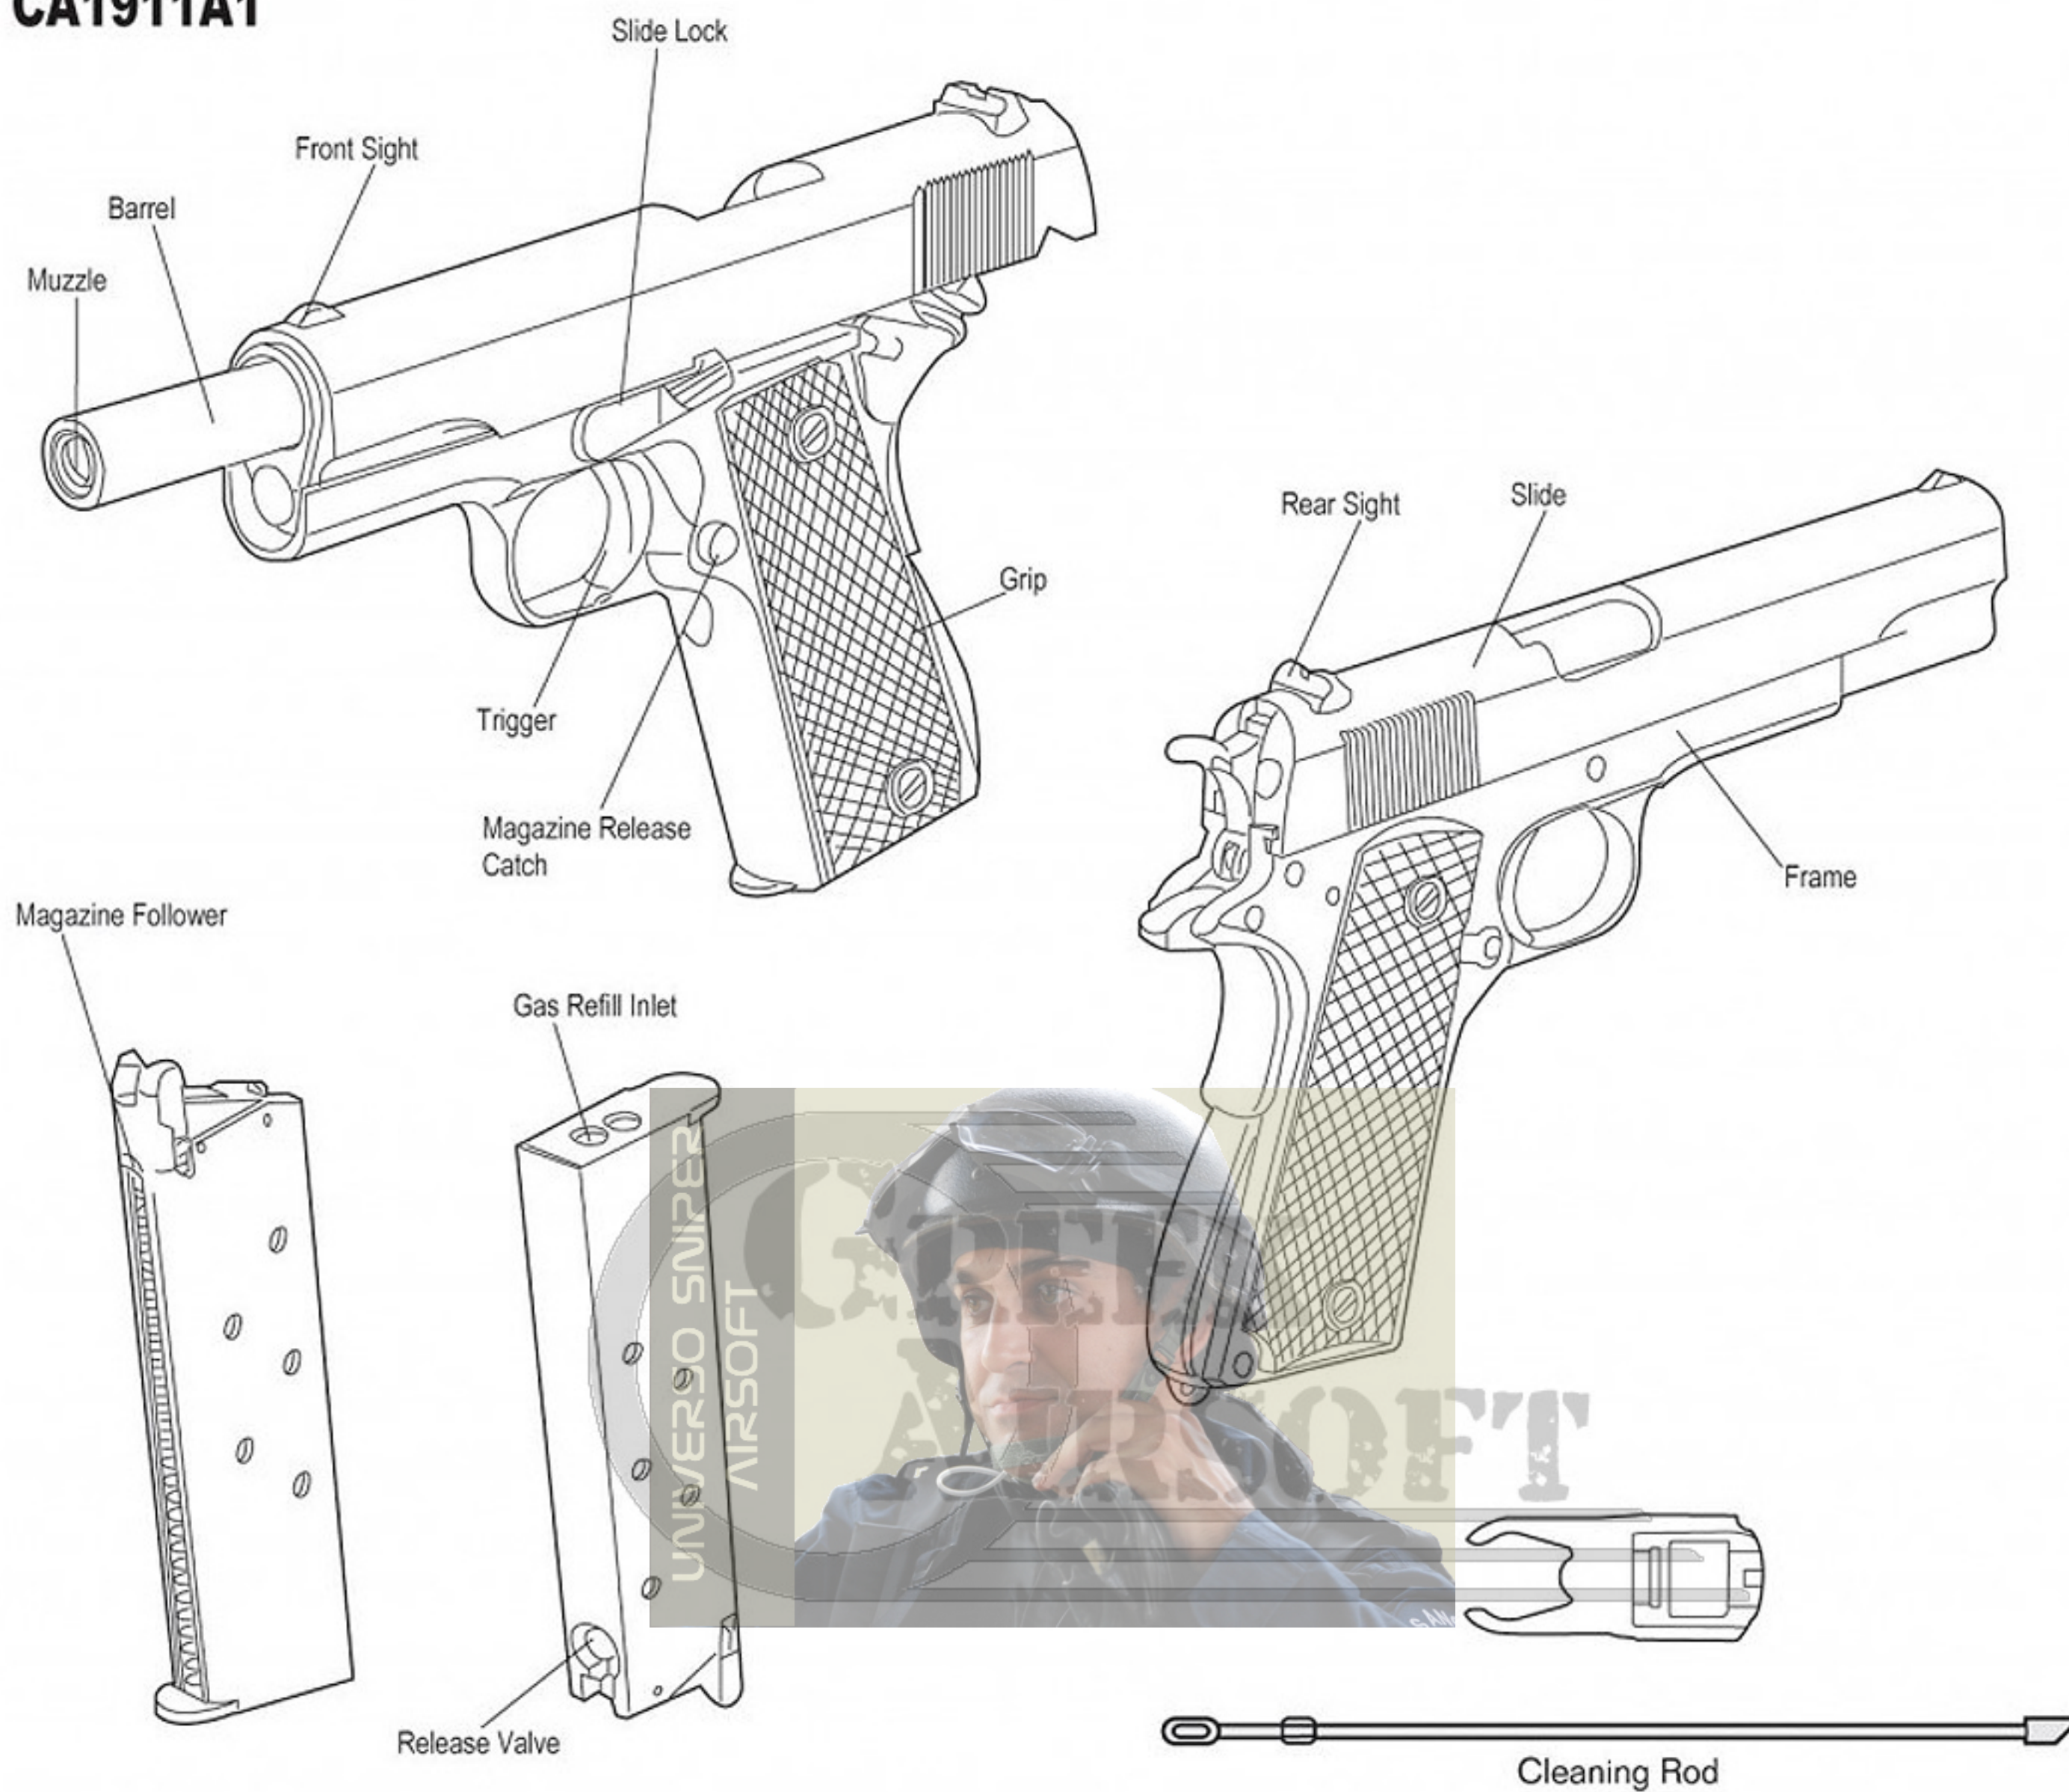 CA1911A1
Slide Lock
Front Sight
Barrel
Muzzle
Rear Sight
Slide
Grip
Trigger
Magazine Release
Catch
Frame
Magazine Follower
Gas Refill Inlet
UNIVERSO SNIPER
AIRSOFT
GREEN
AIRSOFT
Release Valve
Cleaning Rod